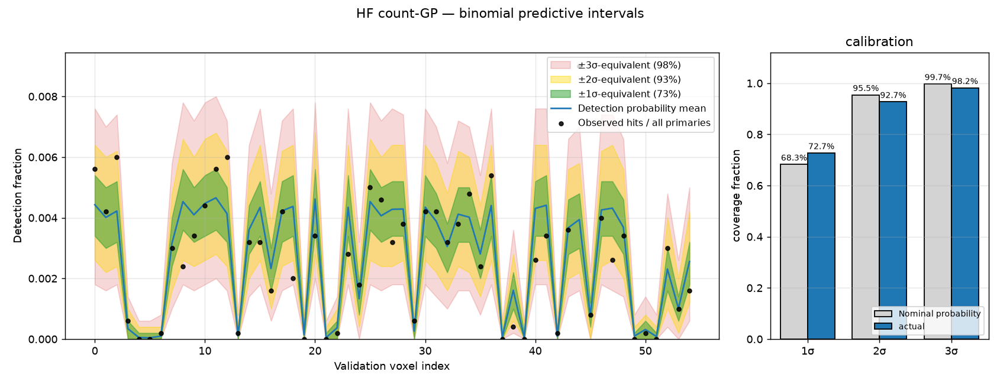 HF count-GP — binomial predictive intervals
±3σ-equivalent (98%)
±2σ-equivalent (93%)
±1σ-equivalent (73%)
Detection probability mean
Observed hits / all primaries
Detection fraction
0.008
0.006
0.004
0.002
0.000
0
10
20
30
40
50
Validation voxel index
calibration
coverage fraction
1.0
0.8
0.6
0.4
0.2
0.0
68.3%
72.7%
95.5%
92.7%
99.7%
98.2%
Nominal probability
actual
1σ
2σ
3σ